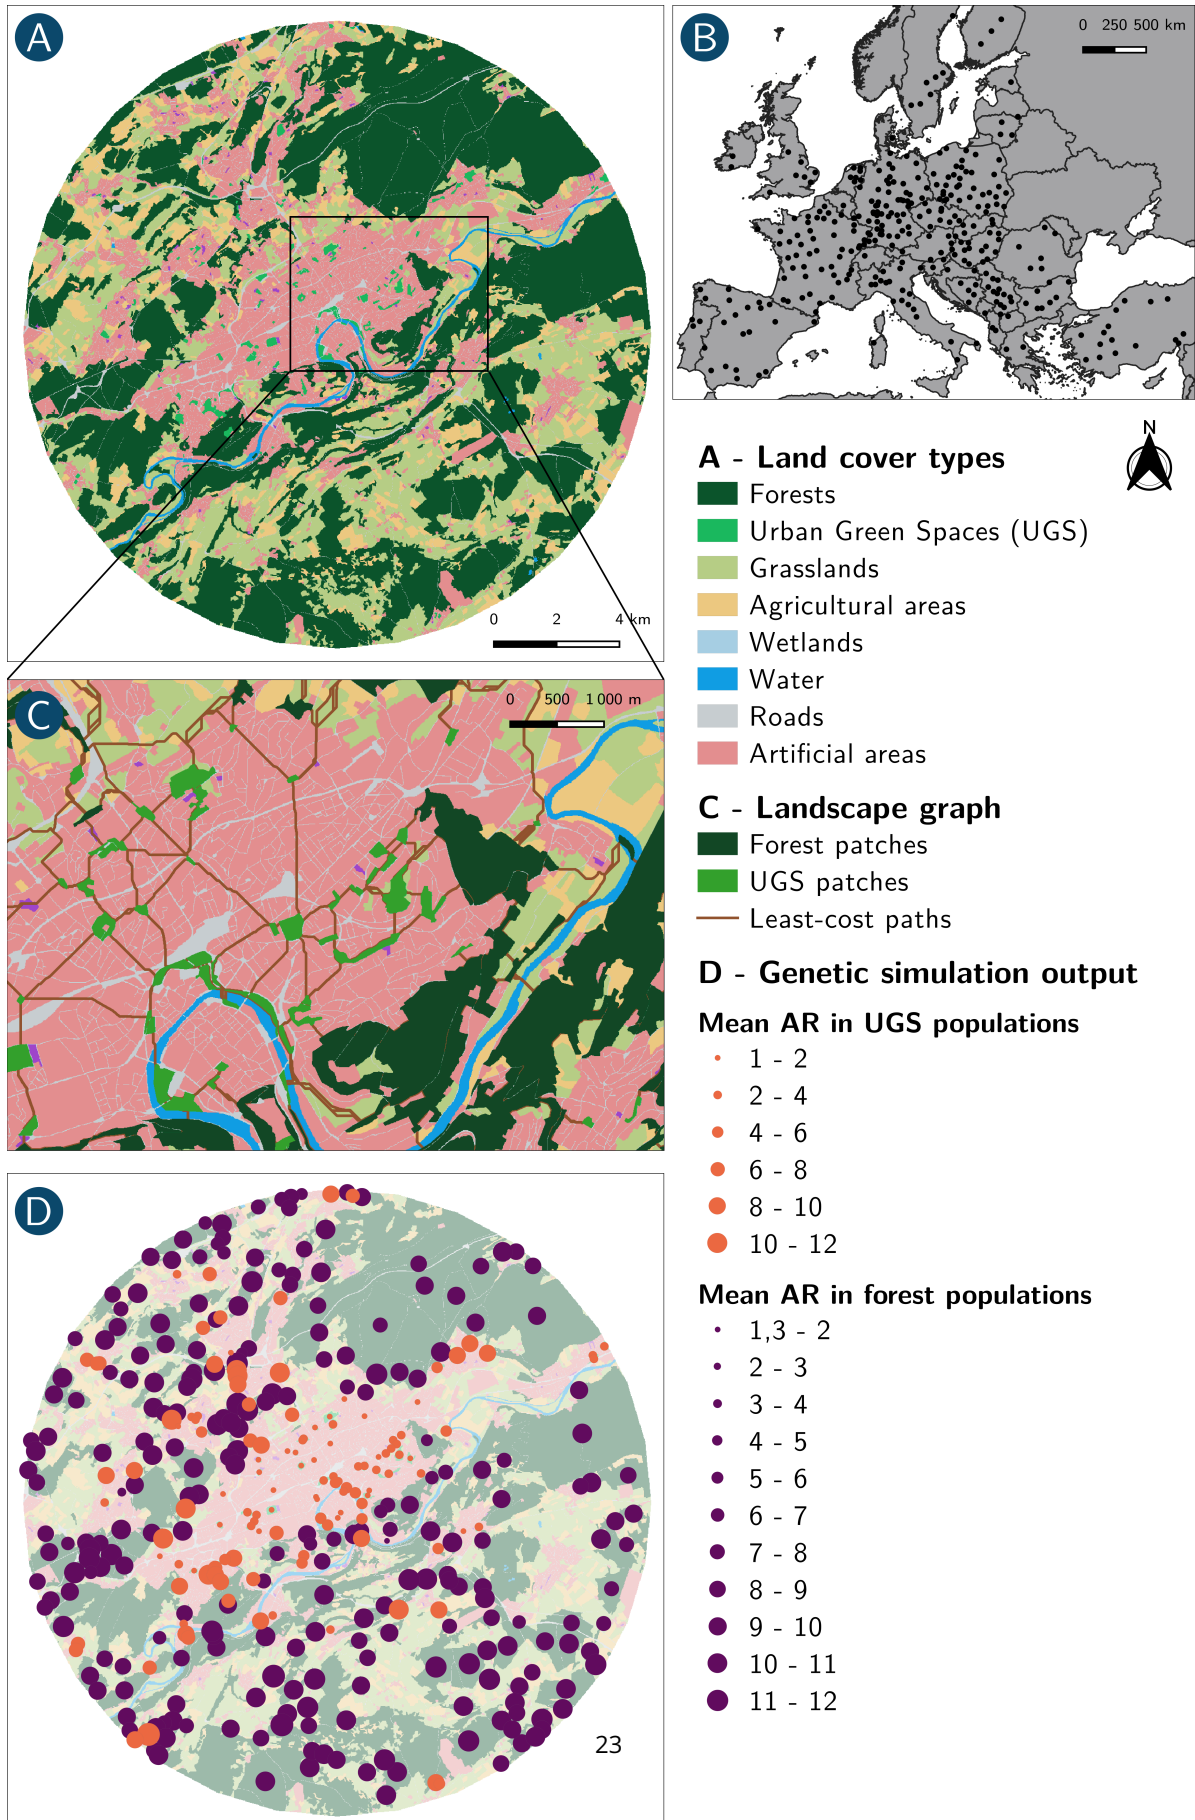 A
0 2 4 km
B
0 250 500 km
C
0 500 1 000 m
D
23
N
A - Land cover types
Forests
Urban Green Spaces (UGS)
Grasslands
Agricultural areas
Wetlands
Water
Roads
Artificial areas
C - Landscape graph
Forest patches
UGS patches
Least-cost paths
D - Genetic simulation output
Mean AR in UGS populations
1 - 2
2 - 4
4 - 6
6 - 8
8 - 10
10 - 12
Mean AR in forest populations
1,3 - 2
2 - 3
3 - 4
4 - 5
5 - 6
6 - 7
7 - 8
8 - 9
9 - 10
10 - 11
11 - 12